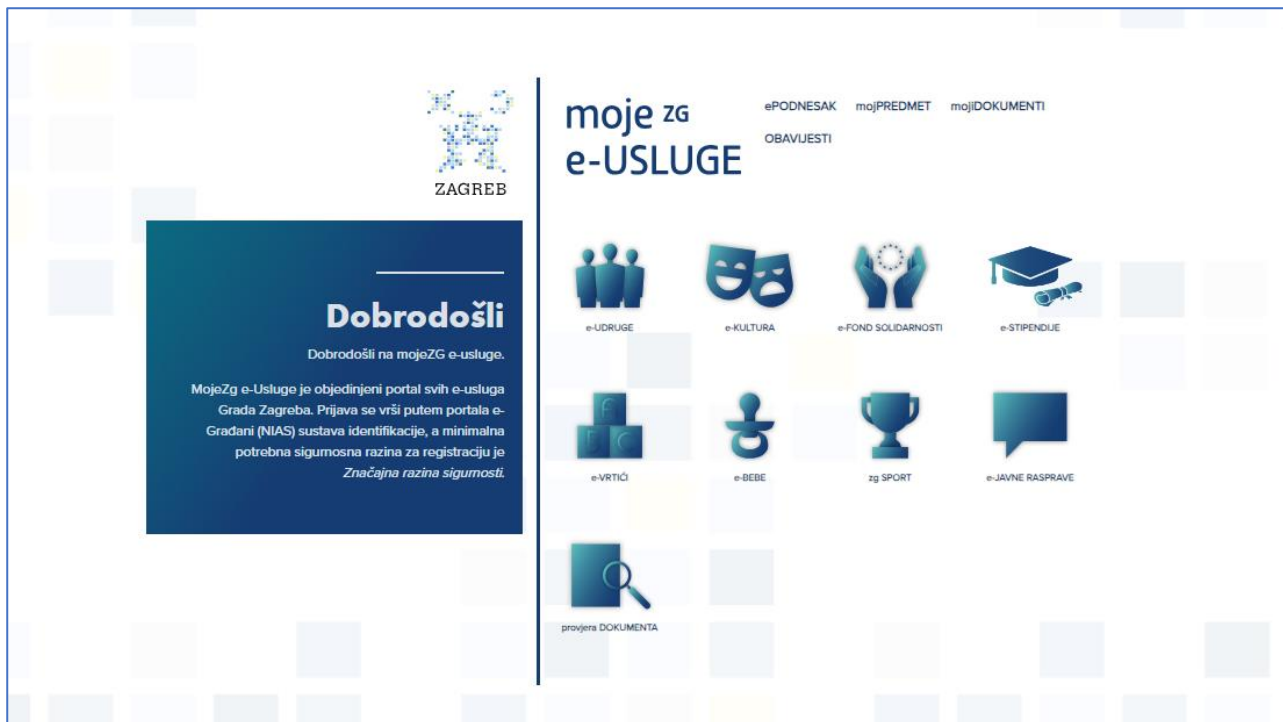 ZAGREB
Dobrodošli
Dobrodošli na mojeZG e-usluge.
MojeZg e-Usluge je objedinjeni portal svih e-usluga
Grada Zagreba. Prijava se vrši putem portala e-
Građani (NIAS) sustava identifikacije, a minimalna
potrebna sigurnosna razina za registraciju je
Značajna razina sigurnosti.
moje ZG
e-USLUGE
ePODNESAK mojPREDMET mojiDOKUMENTI
OBAVIJESTI
e-UDRUGE e-KULTURA e-FOND SOLIDARNOSTI e-STIPENDIJE
E
D C
e-VRTIĆI e-BEBE zg SPORT e-JAVNE RASPRAVE
provjera DOKUMENTA